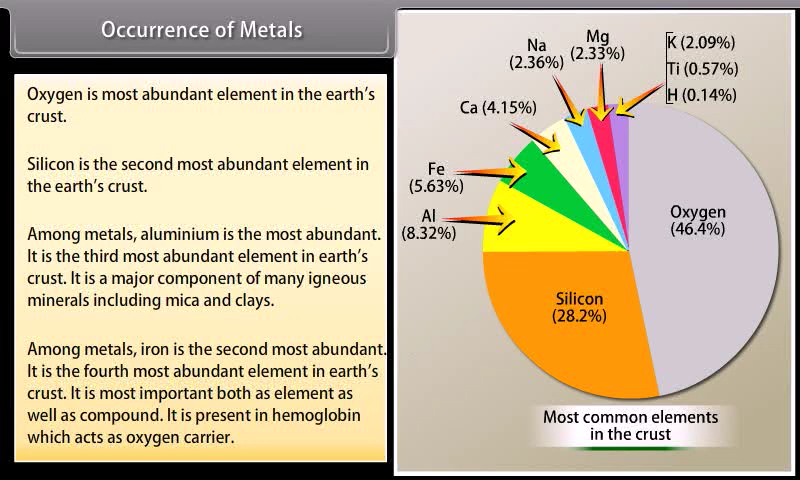 Occurrence of Metals
Oxygen is most abundant element in the earth's
crust.
Silicon is the second most abundant element in
the earth's crust.
Among metals, aluminium is the most abundant.
It is the third most abundant element in earth's
crust. It is a major component of many igneous
minerals including mica and clays.
Among metals, iron is the second most abundant.
It is the fourth most abundant element in earth's
crust. It is most important both as element as
well as compound. It is present in hemoglobin
which acts as oxygen carrier.
K (2.09%)
Ti (0.57%)
H (0.14%)
Mg
(2.33%)
Na
(2.36%)
Ca (4.15%)
Fe
(5.63%)
Al
(8.32%)
Oxygen
(46.4%)
Silicon
(28.2%)
Most common elements
in the crust